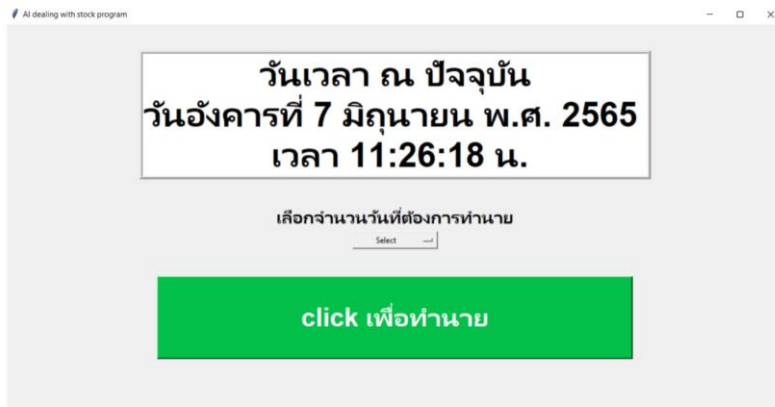 AI dealing with stock program
วันเวลา ณ ปัจจุบัน
วันอังคารที่ 7 มิถุนายน พ.ศ. 2565
เวลา 11:26:18 น.
เลือกจำนวนวันที่ต้องการทำนาย
Select
click เพื่อทำนาย